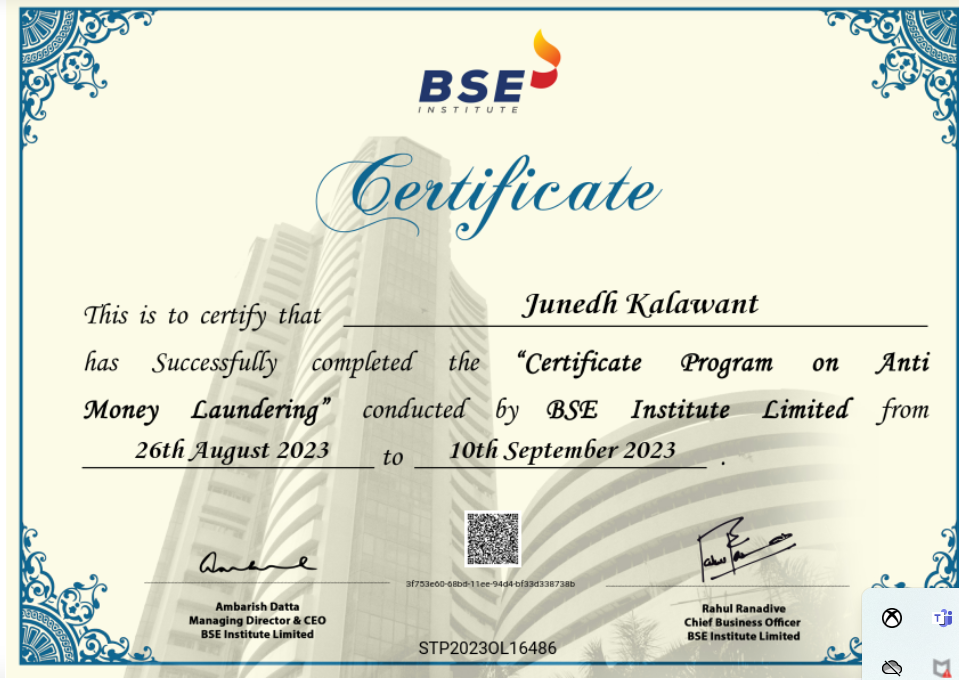 BSE
INSTITUTE
Certificate
This is to certify that Junedh Kalawant
has Successfully completed the “Certificate Program on Anti
Money Laundering” conducted by BSE Institute Limited from
26th August 2023 to 10th September 2023 .
3f753e60-68bd-11ee-94d4-bf33d338738b
Ambarish Datta
Managing Director & CEO
BSE Institute Limited
Rahul Ranadive
Chief Business Officer
BSE Institute Limited
STP2023OL16486